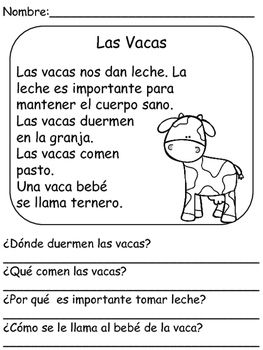 Nombre:
Las Vacas
Las vacas nos dan leche. La
leche es importante para
mantener el cuerpo sano.
Las vacas duermen
en la granja.
Las vacas comen
pasto.
Una vaca bebé
se llama ternero.
¿Dónde duermen las vacas?
¿Qué comen las vacas?
¿Por qué es importante tomar leche?
¿Cómo se le llama al bebé de la vaca?